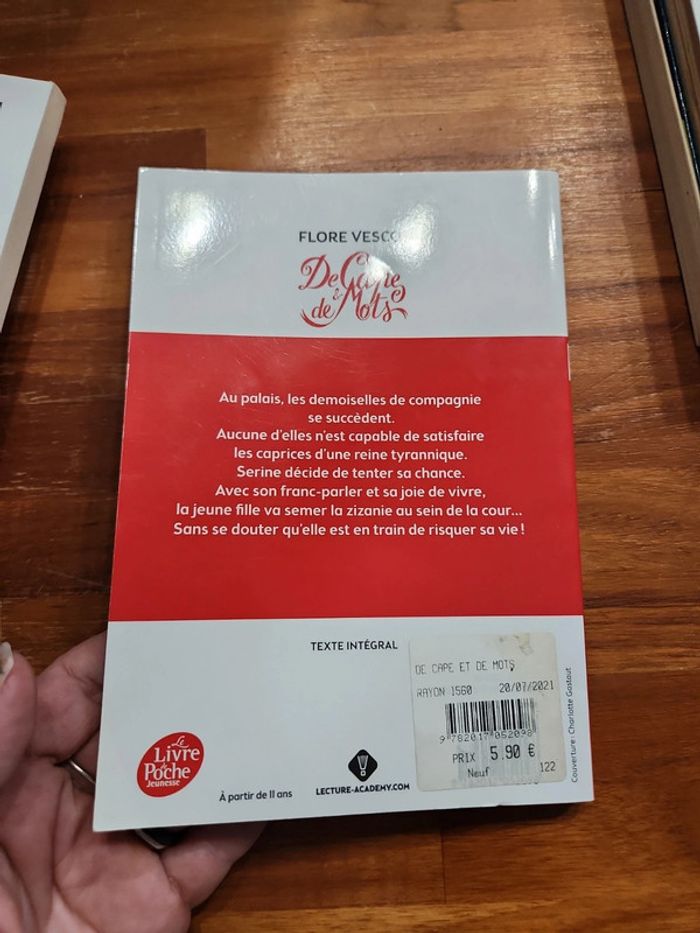 FLORE VESCO
De Cape
& de Mots
Au palais, les demoiselles de compagnie
se succèdent.
Aucune d'elles n'est capable de satisfaire
les caprices d'une reine tyrannique.
Serine décide de tenter sa chance.
Avec son franc-parler et sa joie de vivre,
la jeune fille va semer la zizanie au sein de la cour...
Sans se douter qu'elle est en train de risquer sa vie !
TEXTE INTÉGRAL
DE CAPE ET DE MOTS
RAYON 1560 20/07/2021
9 782017 052098
PRIX 5.90 €
Neuf 122
Le
Livre
de
Poche
Jeunesse
À partir de 11 ans
LECTURE-ACADEMY.COM
Couverture : Charlotte Gastaut